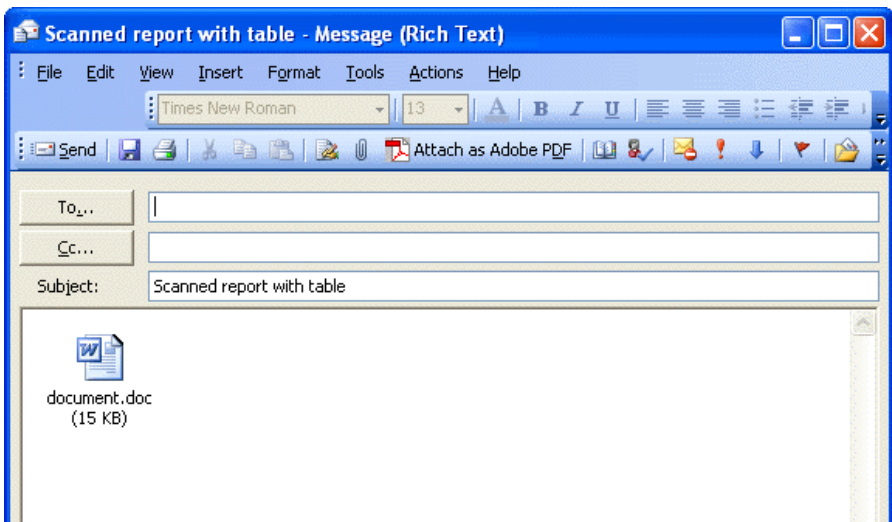 Scanned report with table - Message (Rich Text)
File Edit View Insert Format Tools Actions Help
Times New Roman 13 A B I U
Send Attach as Adobe PDF
To...
Cc...
Subject: Scanned report with table
W
document.doc
(15 KB)